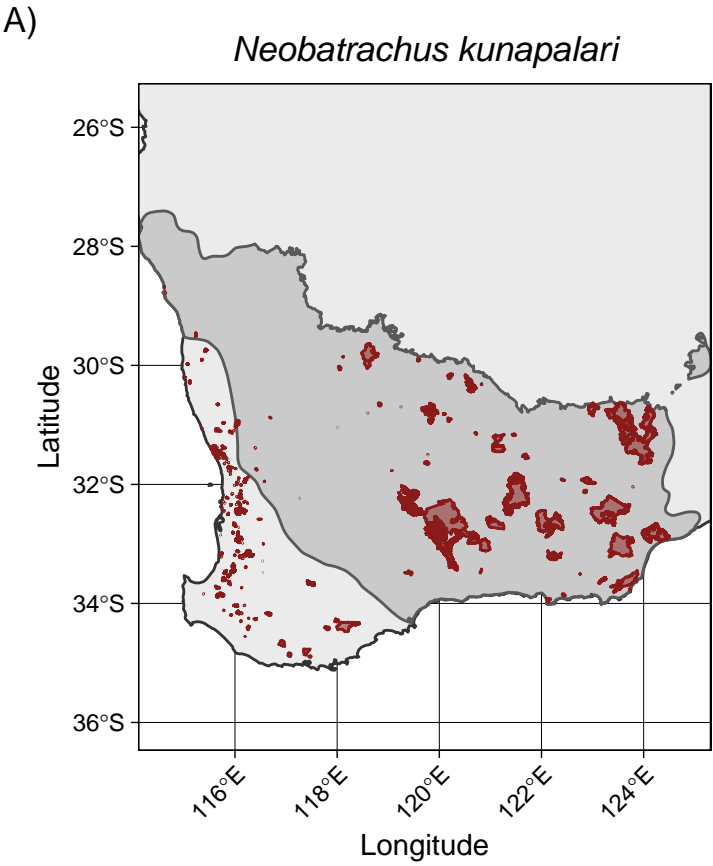 A)
Neobatrachus kunapalari
26°S
28°S
30°S
32°S
34°S
36°S
Latitude
116°E
118°E
120°E
122°E
124°E
Longitude